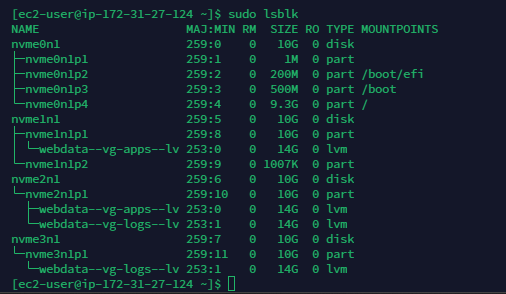 [ec2-user@ip-172-31-27-124 ~]$ sudo lsblk
NAME                        MAJ:MIN RM  SIZE RO TYPE MOUNTPOINTS
nvme0n1                     259:0    0   10G  0 disk
├─nvme0n1p1                 259:1    0    1M  0 part
├─nvme0n1p2                 259:2    0  200M  0 part /boot/efi
├─nvme0n1p3                 259:3    0  500M  0 part /boot
└─nvme0n1p4                 259:4    0  9.3G  0 part /
nvme1n1                     259:5    0   10G  0 disk
├─nvme1n1p1                 259:8    0   10G  0 part
│ └─webdata--vg-apps--lv 253:0    0   14G  0 lvm
└─nvme1n1p2                 259:9    0 1007K  0 part
nvme2n1                     259:6    0   10G  0 disk
└─nvme2n1p1                 259:10   0   10G  0 part
  ├─webdata--vg-apps--lv 253:0    0   14G  0 lvm
  └─webdata--vg-logs--lv 253:1    0   14G  0 lvm
nvme3n1                     259:7    0   10G  0 disk
└─nvme3n1p1                 259:11   0   10G  0 part
  └─webdata--vg-logs--lv 253:1    0   14G  0 lvm
[ec2-user@ip-172-31-27-124 ~]$